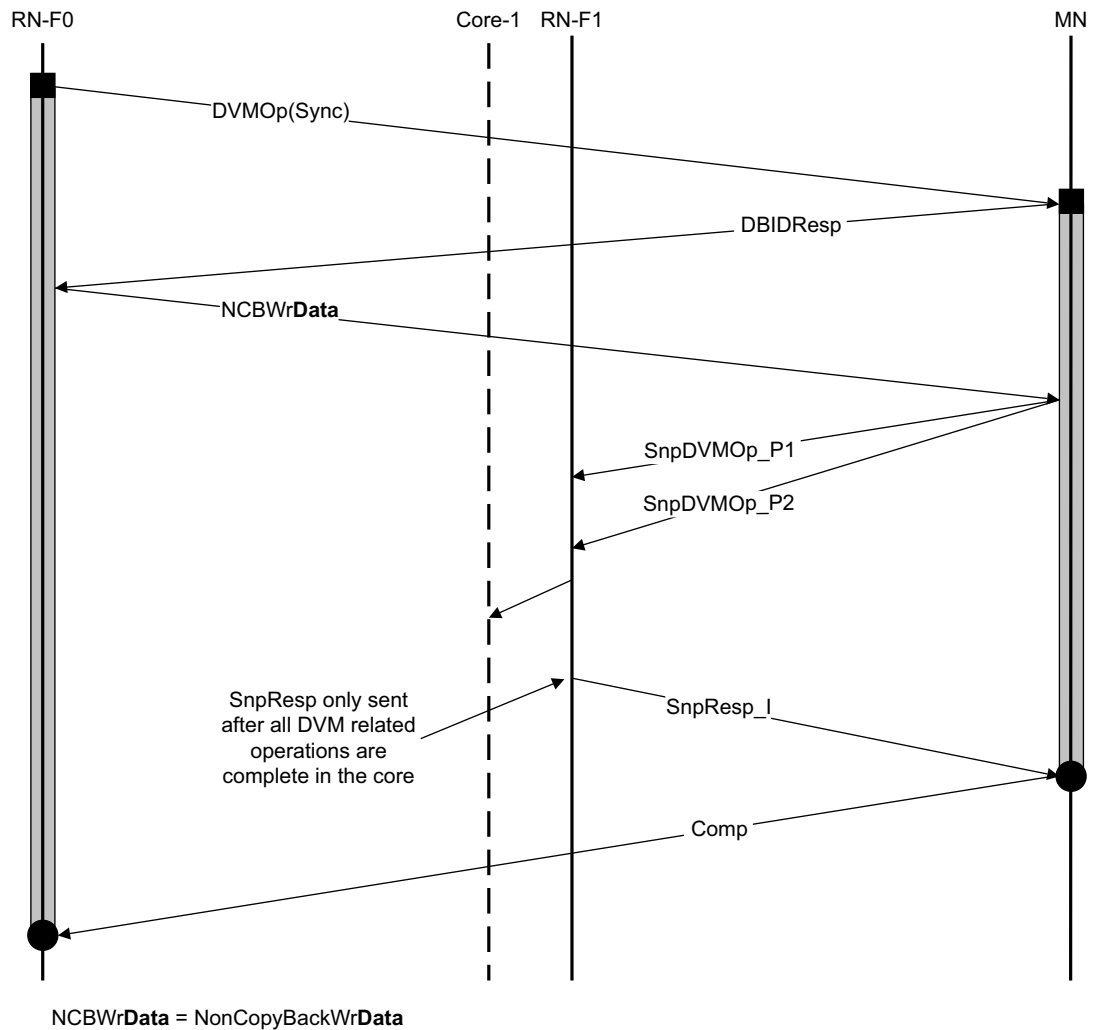 RN-F0
Core-1
RN-F1
MN
DVMOp(Sync)
DBIDResp
NCBWrData
SnpDVMOp_P1
SnpDVMOp_P2
SnpResp only sent
after all DVM related
operations are
complete in the core
SnpResp_I
Comp
NCBWrData = NonCopyBackWrData